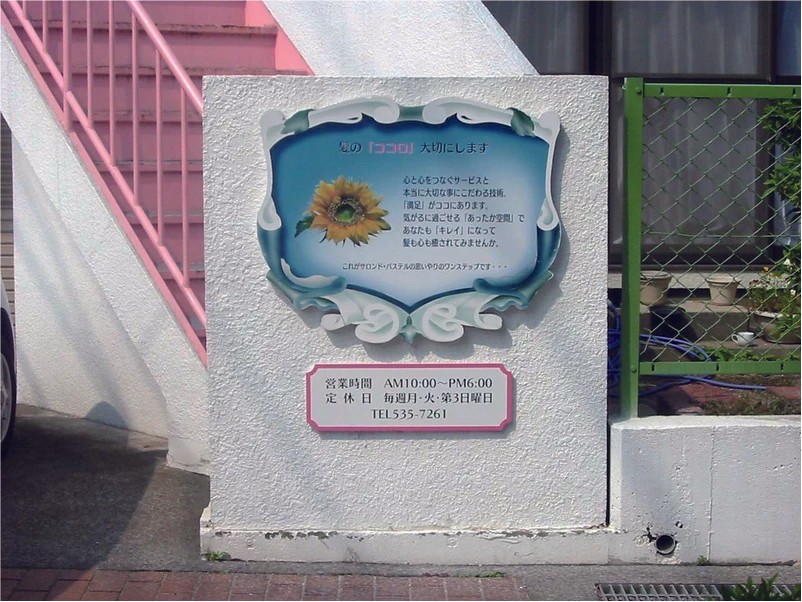 髪の「ココロ」大切にします
心と心をつなぐサービスと
本当に大切な事にこだわる技術。
「満足」がココにあります。
気がるに過ごせる「あったか空間」で
あなたも「キレイ」になって
髪も心も癒されてみませんか。
これがサロンド・パステルの思いやりのワンステップです・・・
営業時間 AM10:00～PM6:00
定休日 毎週月・火・第3日曜日
TEL535-7261